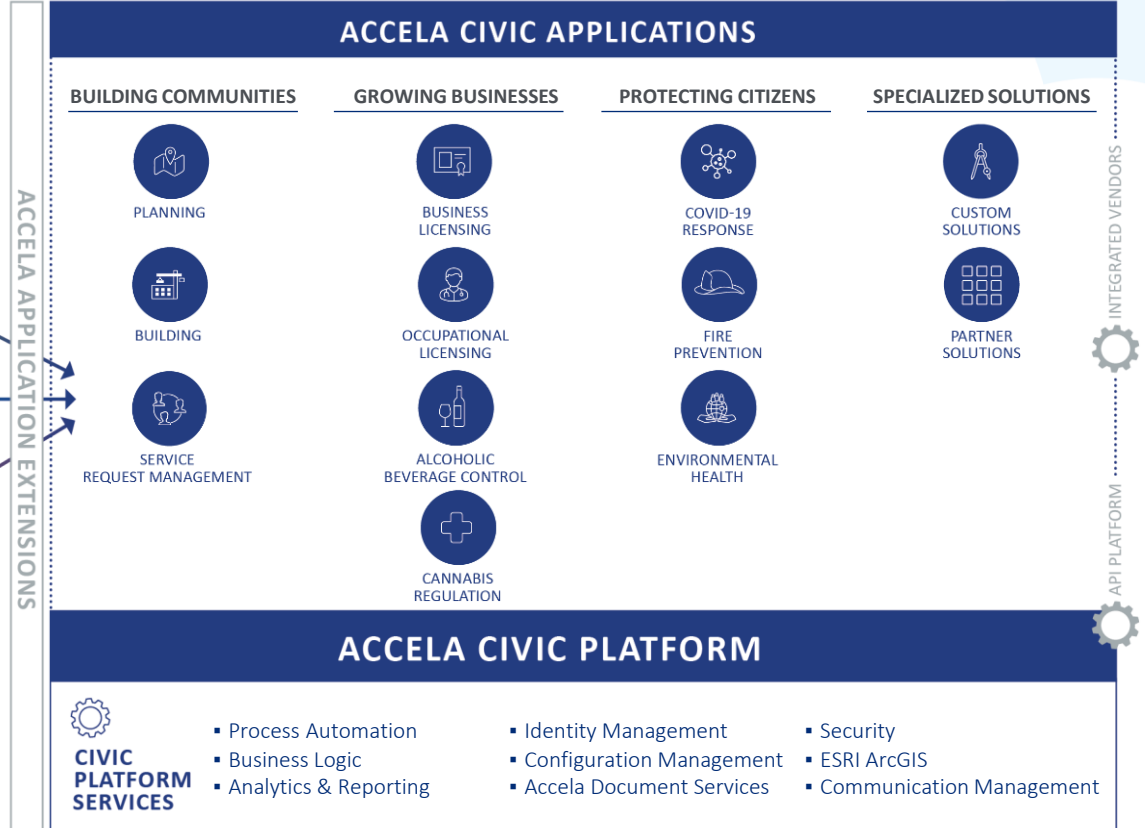 ACCELA CIVIC APPLICATIONS
BUILDING COMMUNITIES
PLANNING
BUILDING
SERVICE
REQUEST MANAGEMENT
GROWING BUSINESSES
BUSINESS
LICENSING
OCCUPATIONAL
LICENSING
ALCOHOLIC
BEVERAGE CONTROL
CANNABIS
REGULATION
PROTECTING CITIZENS
COVID-19
RESPONSE
FIRE
PREVENTION
ENVIRONMENTAL
HEALTH
SPECIALIZED SOLUTIONS
CUSTOM
SOLUTIONS
PARTNER
SOLUTIONS
ACCELA APPLICATION EXTENSIONS
INTEGRATED VENDORS
API PLATFORM
ACCELA CIVIC PLATFORM
CIVIC
PLATFORM
SERVICES
▪ Process Automation
▪ Business Logic
▪ Analytics & Reporting
▪ Identity Management
▪ Configuration Management
▪ Accela Document Services
▪ Security
▪ ESRI ArcGIS
▪ Communication Management